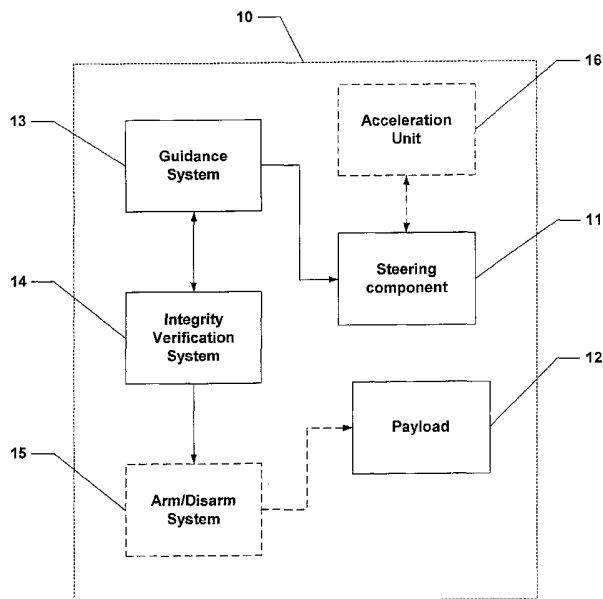 10
16
Acceleration
Unit
13
Guidance
System
11
Steering
component
14
Integrity
Verification
System
12
Payload
15
Arm/Disarm
System